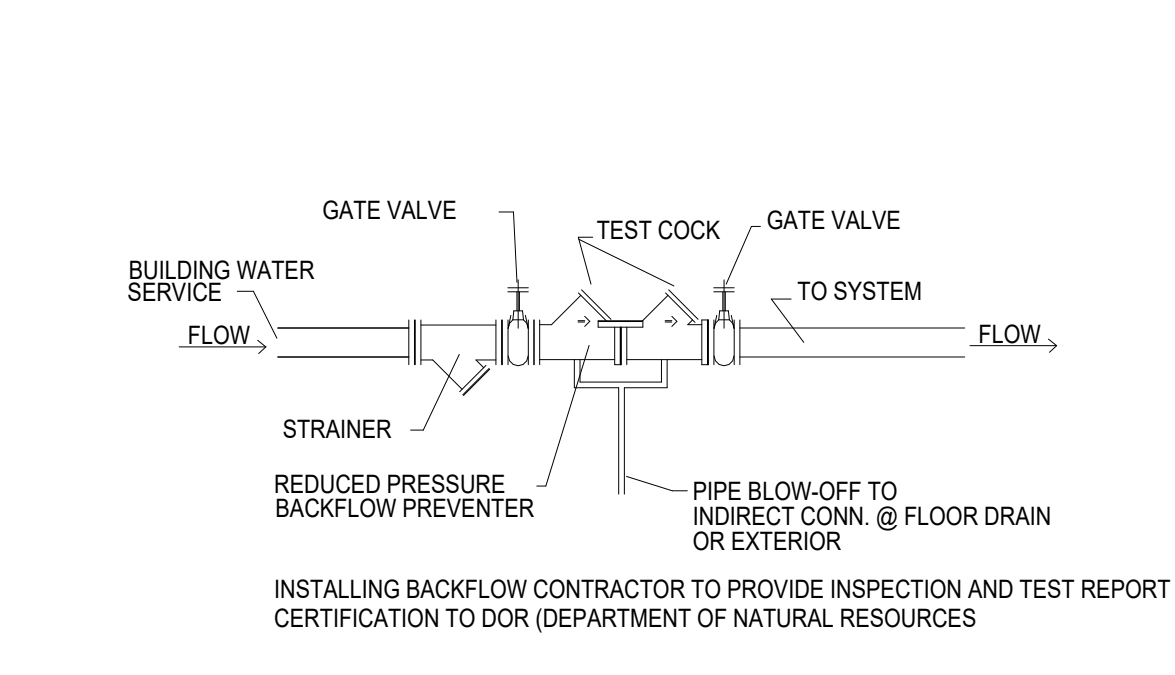 GATE VALVE
TEST COCK
GATE VALVE
BUILDING WATER
SERVICE
TO SYSTEM
FLOW
FLOW
STRAINER
REDUCED PRESSURE
BACKFLOW PREVENTER
PIPE BLOW-OFF TO
INDIRECT CONN. @ FLOOR DRAIN
OR EXTERIOR
INSTALLING BACKFLOW CONTRACTOR TO PROVIDE INSPECTION AND TEST REPORT
CERTIFICATION TO DOR (DEPARTMENT OF NATURAL RESOURCES